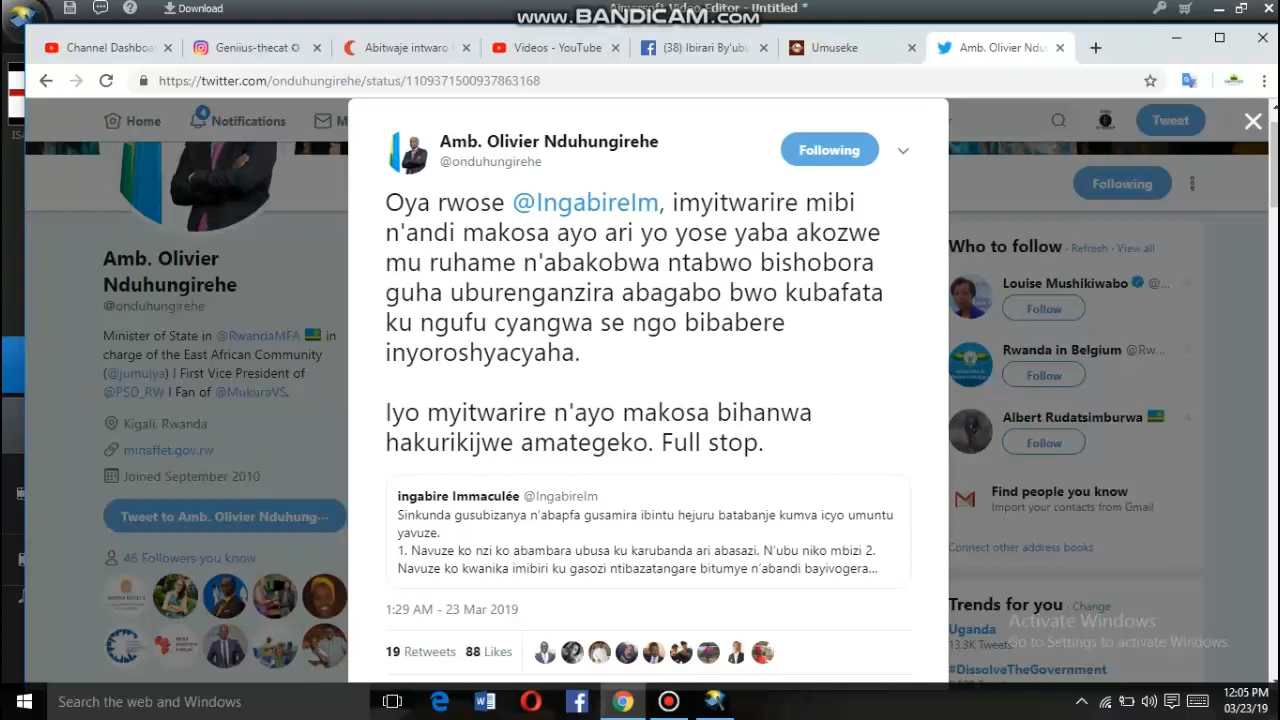 Download
Aimersoft Video Editor - Untitled *
www.BANDICAM.com
Channel Dashboa
Geniius-thecat
Abitwaje intwaro
Videos - YouTube
(38) Ibirari By'ub
Umuseke
Amb. Olivier Ndu
https://twitter.com/onduhungirehe/status/1109371500937863168
Home
4
Notifications
M
Tweet
Amb. Olivier Nduhungirehe
@onduhungirehe
Following
Oya rwose @IngabireIm, imyitwarire mibi
n'andi makosa ayo ari yo yose yaba akozwe
mu ruhame n'abakobwa ntabwo bishobora
guha uburenganzira abagabo bwo kubafata
ku ngufu cyangwa se ngo bibabere
inyoroshyacyaha.
Iyo myitwarire n'ayo makosa bihanwa
hakurikijwe amategeko. Full stop.
ingabire Immaculée @IngabireIm
Sinkunda gusubizanya n'abapfa gusamira ibintu hejuru batabanje kumva icyo umuntu
yavuze.
1. Navuze ko nzi ko abambara ubusa ku karubanda ari abasazi. N'ubu niko mbizi 2.
Navuze ko kwanika imibiri ku gasozi ntibazatangare bitumye n'abandi bayivogera...
1:29 AM - 23 Mar 2019
19 Retweets 88 Likes
Amb. Olivier
Nduhungirehe
@onduhungirehe
Minister of State in @RwandaMFA in
charge of the East African Community
(@jumuiya) I First Vice President of
@PSD_RW I Fan of @MukuraVS.
Kigali, Rwanda
minaffet.gov.rw
Joined September 2010
Tweet to Amb. Olivier Nduhung...
46 Followers you know
Following
Who to follow Refresh View all
Louise Mushikiwabo @...
Follow
Rwanda in Belgium @Rw...
Follow
Albert Rudatsimburwa
Follow
Find people you know
Import your contacts from Gmail
Connect other address books
Trends for you Change
Uganda
13.3K Tweets
#DissolveTheGovernment
Activate Windows
Go to Settings to activate Windows.
Search the web and Windows
12:05 PM
03/23/19